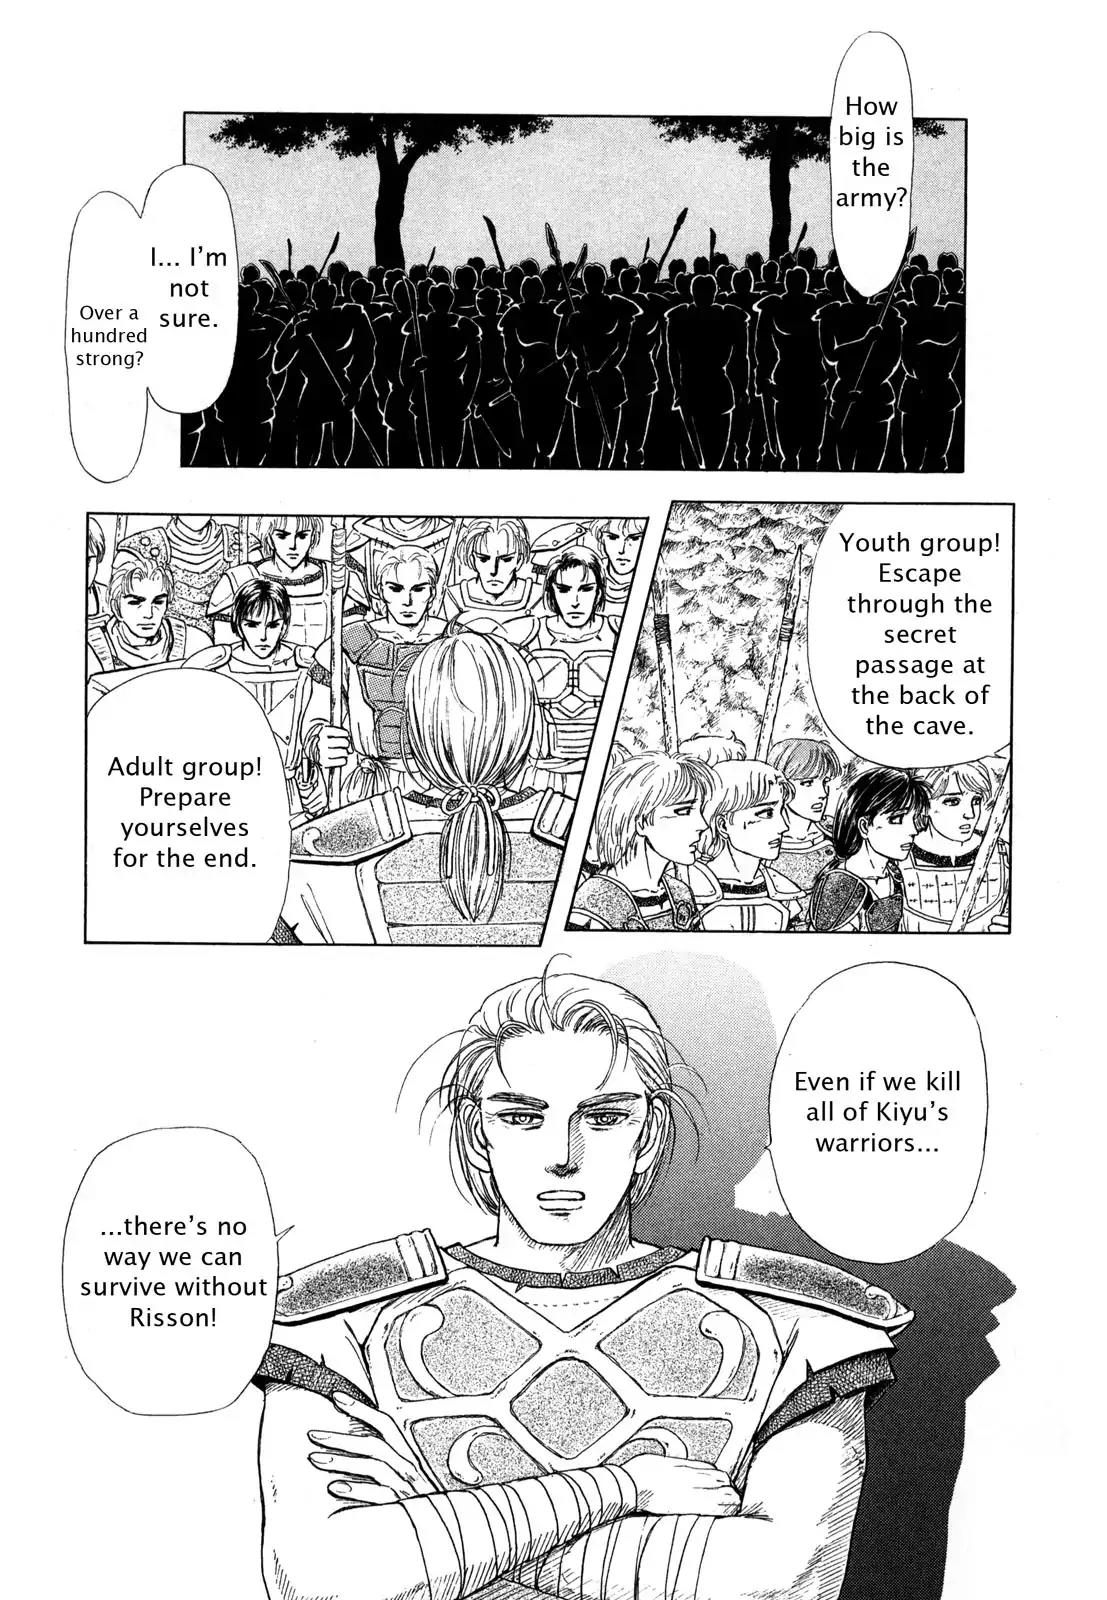 How
big is
the
army?
I... I'm
not
sure.
Over a
hundred
strong?
Youth group!
Escape
through the
secret
passage at
the back of
the cave.
Adult group!
Prepare
yourselves
for the end.
Even if we kill
all of Kiyu's
warriors...
...there's no
way we can
survive without
Risson!